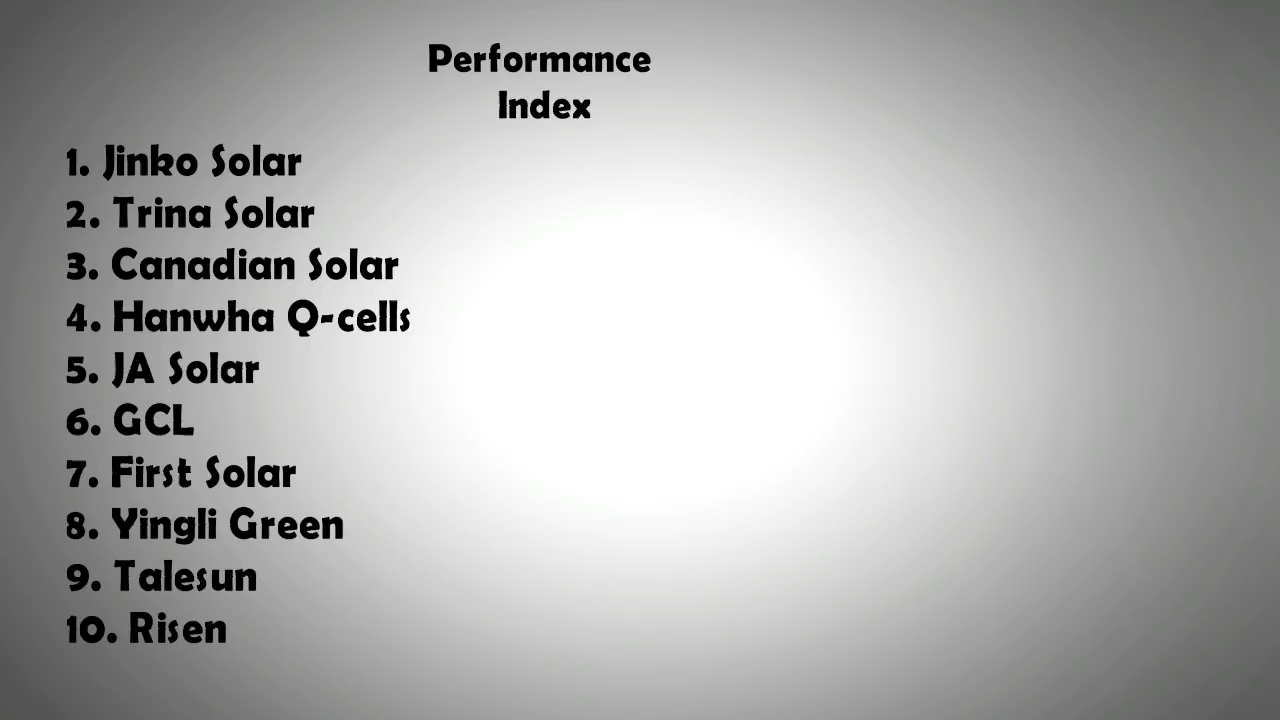 Performance
Index
1. Jinko Solar
2. Trina Solar
3. Canadian Solar
4. Hanwha Q-cells
5. JA Solar
6. GCL
7. First Solar
8. Yingli Green
9. Talesun
10. Risen